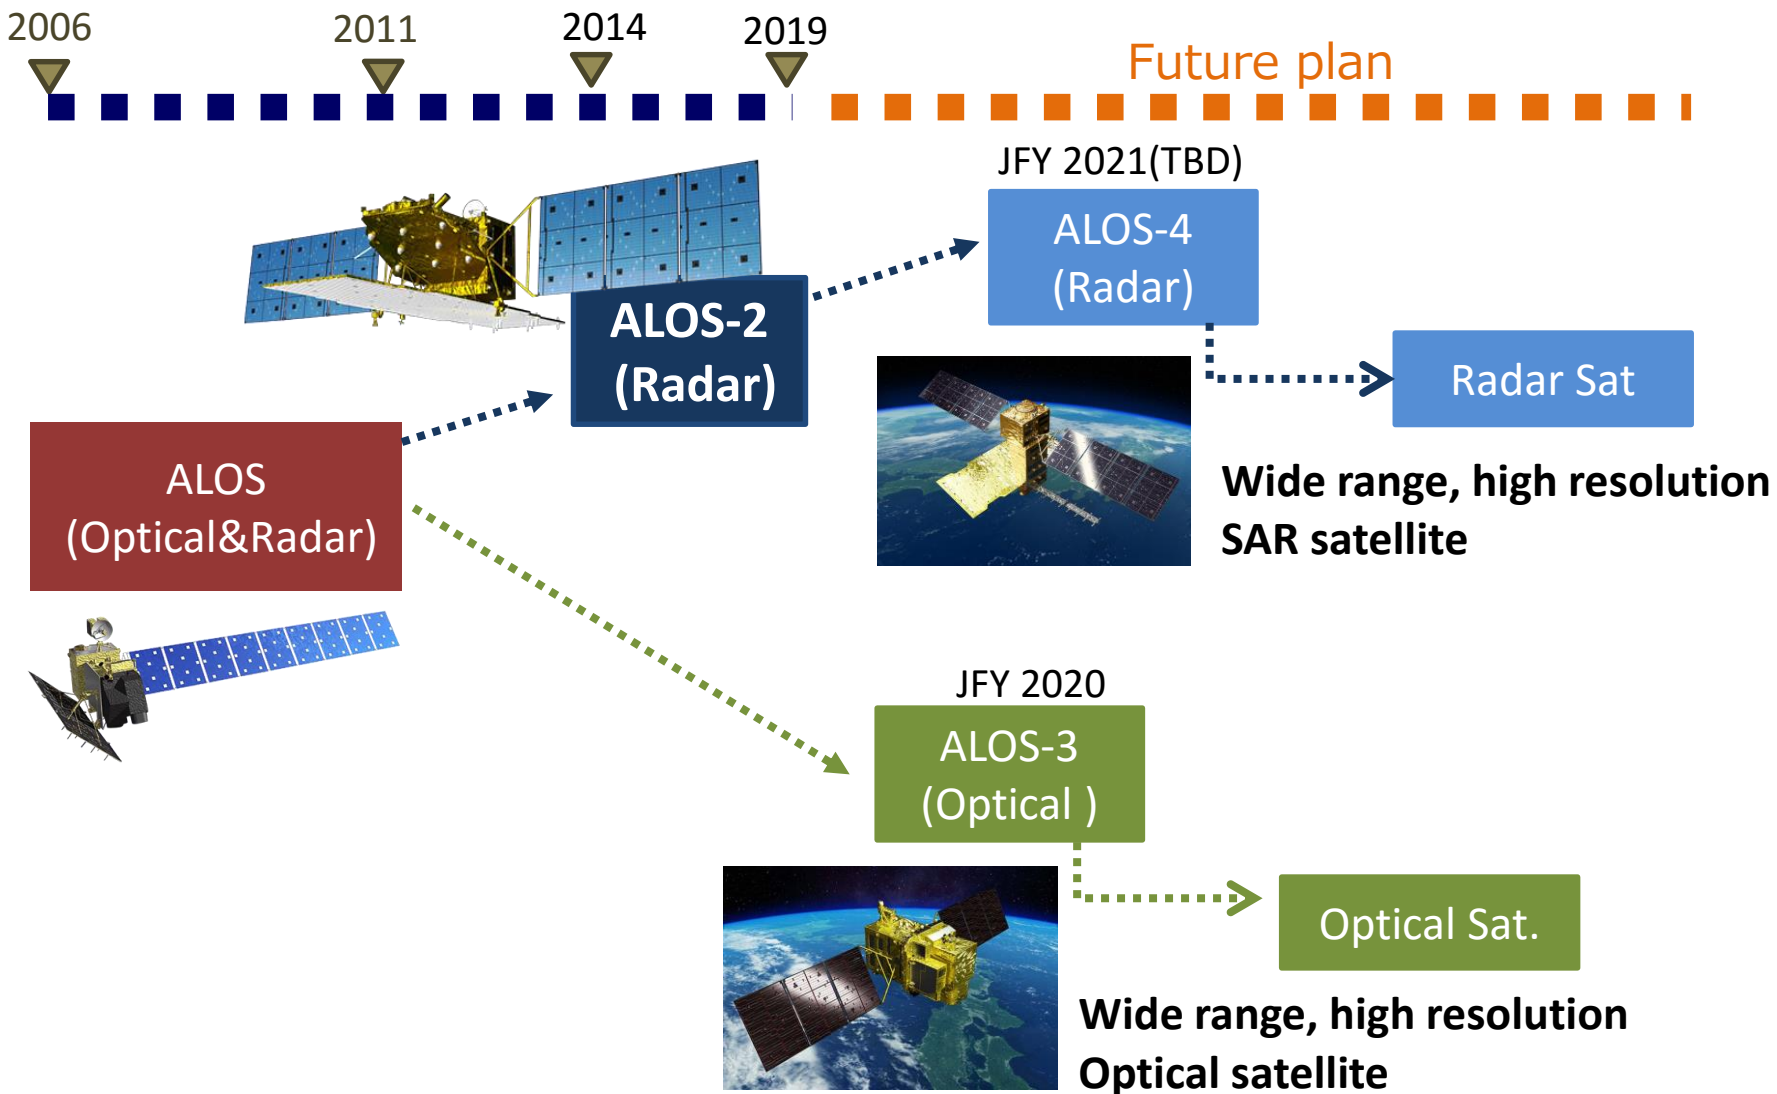 2006
2011
2014
2019
Future plan
JFY 2021(TBD)
ALOS-4
(Radar)
ALOS-2
(Radar)
Radar Sat
ALOS
(Optical&Radar)
Wide range, high resolution
SAR satellite
JFY 2020
ALOS-3
(Optical )
Optical Sat.
Wide range, high resolution
Optical satellite